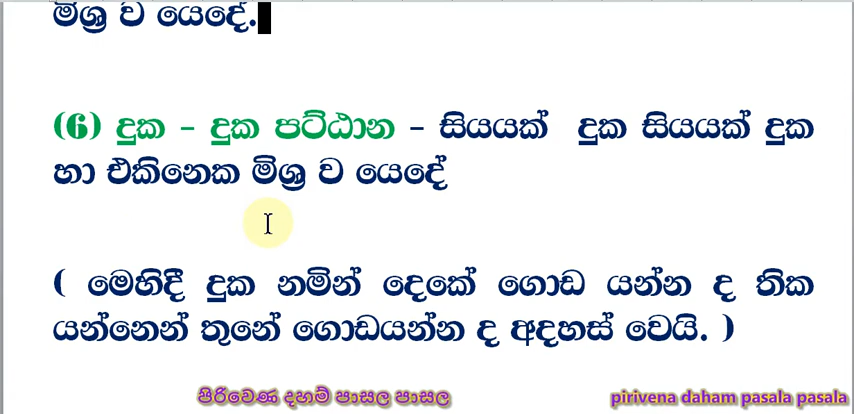 මිශ්‍ර ව යෙදේ.
(6) දුක – දුක පට්ඨාන – සියයක් දුක සියයක් දුක
හා එකිනෙක මිශ්‍ර ව යෙදේ
( මෙහිදී දුක නමින් දෙකේ ගොඩ යන්න ද තික
යන්නෙන් තුනේ ගොඩයන්න ද අදහස් වෙයි. )
පිරිවෙණ දහම් පාසල පාසල
pirivena daham pasala pasala